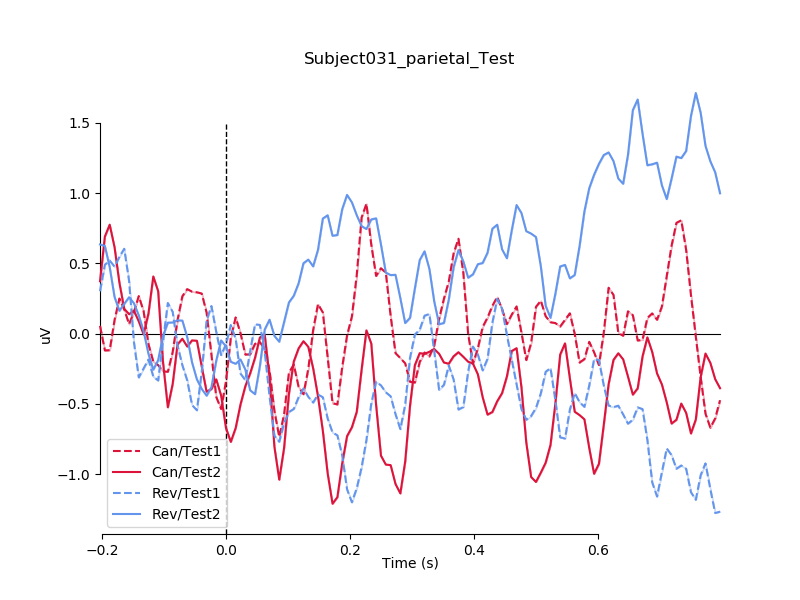 Subject031_parietal_Test
uV
1.5
1.0
0.5
0.0
−0.5
−1.0
Can/Test1
Can/Test2
Rev/Test1
Rev/Test2
−0.2
0.0
0.2
0.4
0.6
Time (s)